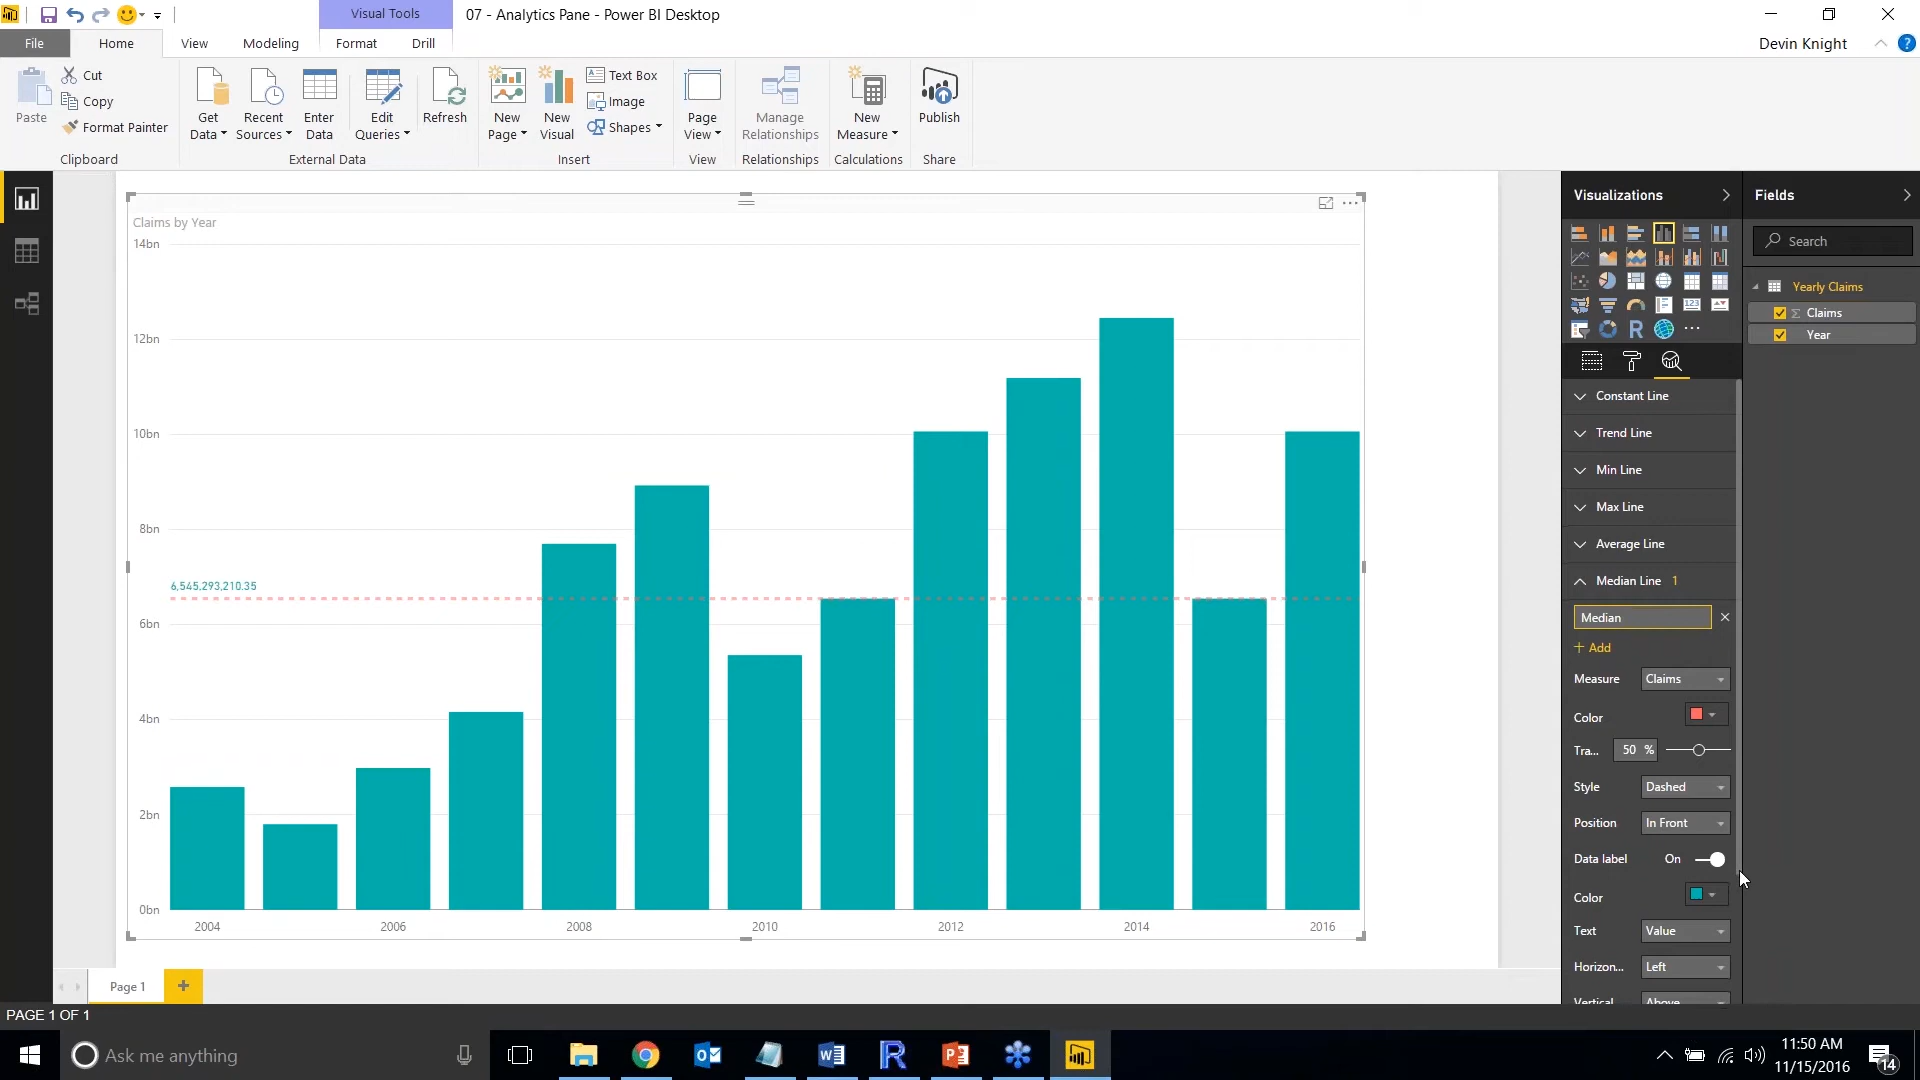 Visual Tools
07 - Analytics Pane - Power BI Desktop
File
Home
View
Modeling
Format
Drill
Devin Knight
?
Paste
Cut
Copy
Format Painter
Clipboard
Get
Data
Recent
Sources
Enter
Data
Edit
Queries
Refresh
External Data
New
Page
New
Visual
Text Box
Image
Shapes
Insert
Page
View
View
Manage
Relationships
Relationships
New
Measure
Calculations
Publish
Share
Claims by Year
14bn
12bn
10bn
8bn
6,545,293,210.35
6bn
4bn
2bn
0bn
2004
2006
2008
2010
2012
2014
2016
Visualizations
123
R
Constant Line
Trend Line
Min Line
Max Line
Average Line
Median Line 1
Median
+ Add
Measure Claims
Color
Tra... 50 %
Style Dashed
Position In Front
Data label On
Color
Text Value
Horizon... Left
Vertical Above
Fields
Search
Yearly Claims
Σ Claims
Year
Page 1
+
PAGE 1 OF 1
Ask me anything
11:50 AM
11/15/2016
14